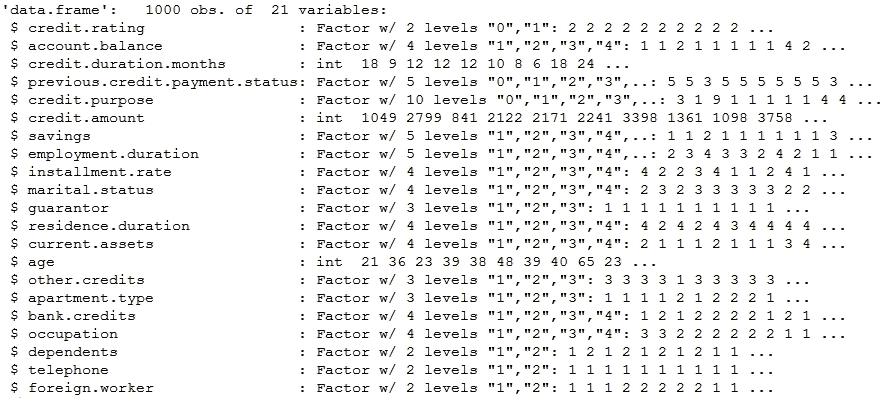 'data.frame':   1000 obs. of  21 variables:
 $ credit.rating                 : Factor w/ 2 levels "0","1": 2 2 2 2 2 2 2 2 2 2 ...
 $ account.balance               : Factor w/ 4 levels "1","2","3","4": 1 1 2 1 1 1 1 1 4 2 ...
 $ credit.duration.months        : int  18 9 12 12 12 10 8 6 18 24 ...
 $ previous.credit.payment.status: Factor w/ 5 levels "0","1","2","3",..: 5 5 3 5 5 5 5 5 5 3 ...
 $ credit.purpose                : Factor w/ 10 levels "0","1","2","3",..: 3 1 9 1 1 1 1 1 4 4 ...
 $ credit.amount                 : int  1049 2799 841 2122 2171 2241 3398 1361 1098 3758 ...
 $ savings                       : Factor w/ 5 levels "1","2","3","4",..: 1 1 2 1 1 1 1 1 1 3 ...
 $ employment.duration           : Factor w/ 5 levels "1","2","3","4",..: 2 3 4 3 3 2 4 2 1 1 ...
 $ installment.rate              : Factor w/ 4 levels "1","2","3","4": 4 2 2 3 4 1 1 2 4 1 ...
 $ marital.status                : Factor w/ 4 levels "1","2","3","4": 2 3 2 3 3 3 3 3 2 2 ...
 $ guarantor                     : Factor w/ 3 levels "1","2","3": 1 1 1 1 1 1 1 1 1 1 ...
 $ residence.duration            : Factor w/ 4 levels "1","2","3","4": 4 2 4 2 4 3 4 4 4 4 ...
 $ current.assets                : Factor w/ 4 levels "1","2","3","4": 2 1 1 1 2 1 1 1 3 4 ...
 $ age                           : int  21 36 23 39 38 48 39 40 65 23 ...
 $ other.credits                 : Factor w/ 3 levels "1","2","3": 3 3 3 3 1 3 3 3 3 3 ...
 $ apartment.type                : Factor w/ 3 levels "1","2","3": 1 1 1 1 2 1 2 2 2 1 ...
 $ bank.credits                  : Factor w/ 4 levels "1","2","3","4": 1 2 1 2 2 2 2 1 2 1 ...
 $ occupation                    : Factor w/ 4 levels "1","2","3","4": 3 3 2 2 2 2 2 2 1 1 ...
 $ dependents                    : Factor w/ 2 levels "1","2": 1 2 1 2 1 2 1 2 1 1 ...
 $ telephone                     : Factor w/ 2 levels "1","2": 1 1 1 1 1 1 1 1 1 1 ...
 $ foreign.worker                : Factor w/ 2 levels "1","2": 1 1 1 2 2 2 2 2 1 1 ...